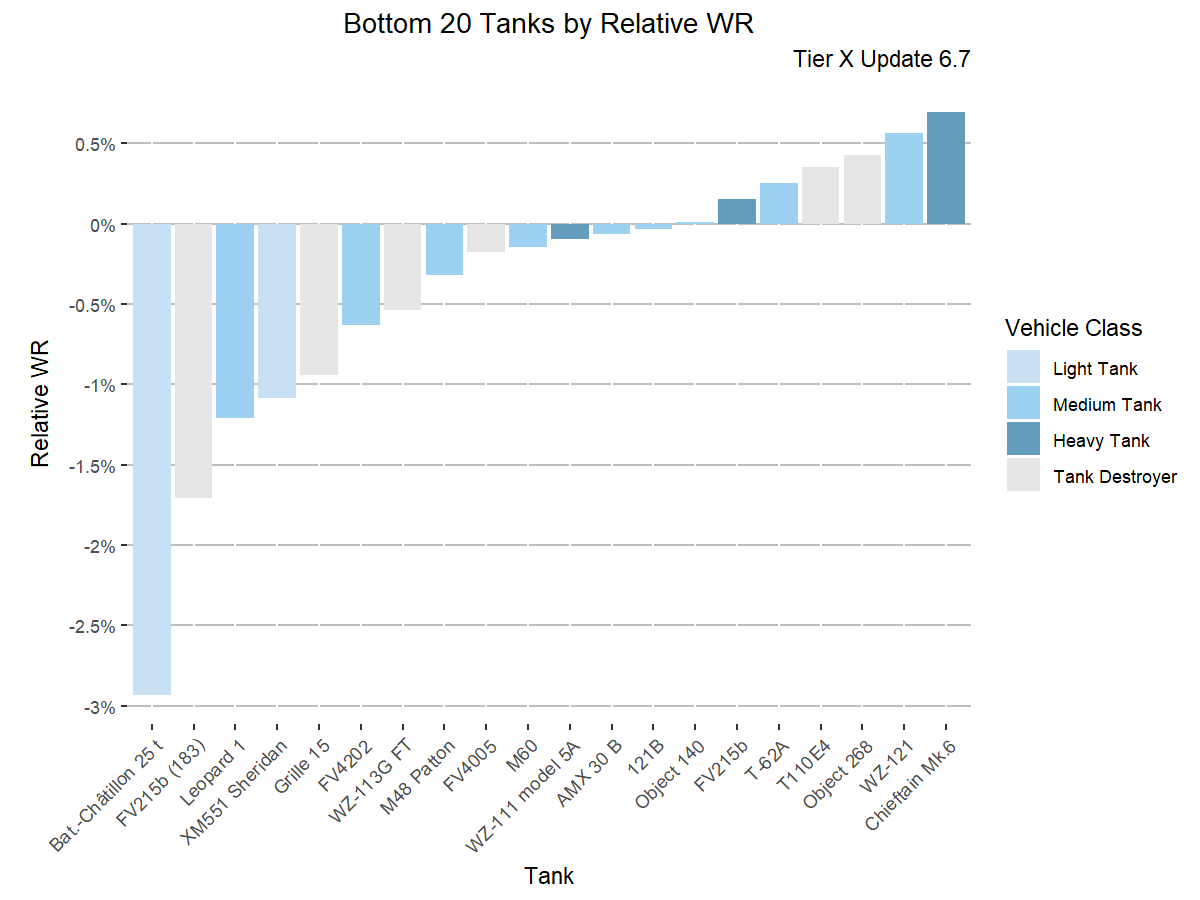 Bottom 20 Tanks by Relative WR
Tier X Update 6.7
Relative WR
0.5%
0%
-0.5%
-1%
-1.5%
-2%
-2.5%
-3%
Bat.-Châtillon 25 t
FV215b (183)
Leopard 1
XM551 Sheridan
Grille 15
FV4202
WZ-113G FT
M48 Patton
FV4005
M60
WZ-111 model 5A
AMX 30 B
121B
Object 140
FV215b
T-62A
T110E4
Object 268
WZ-121
Chieftain Mk.6
Tank
Vehicle Class
Light Tank
Medium Tank
Heavy Tank
Tank Destroyer